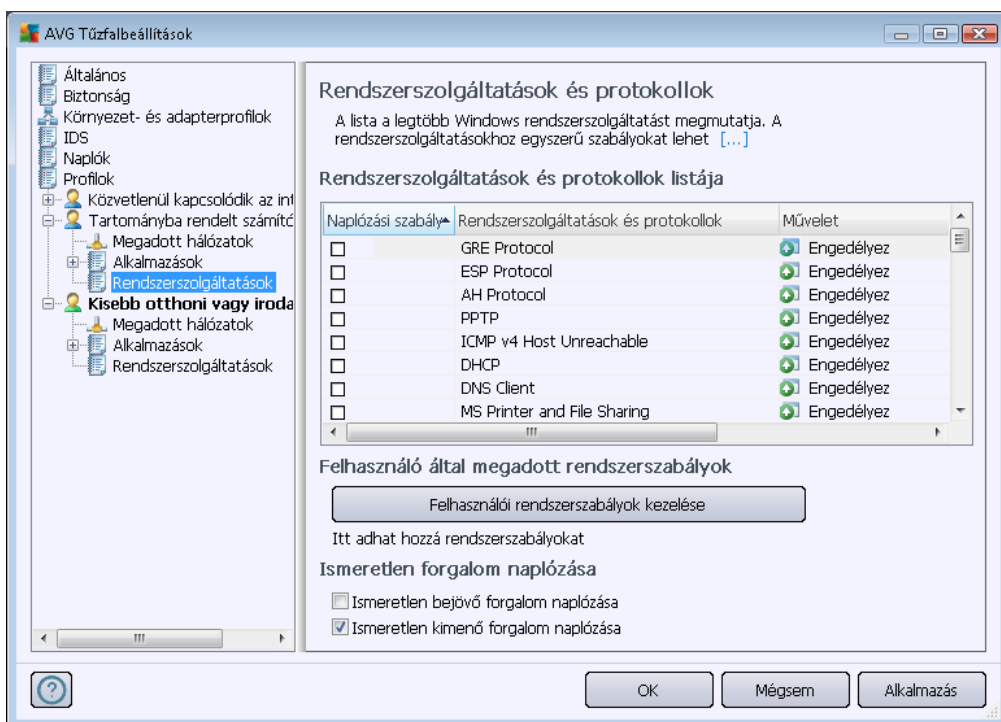 AVG Tűzfalbeállítások
Általános
Biztonság
Környezet- és adapterprofilok
IDS
Naplók
Profilok
Közvetlenül kapcsolódik az int
Tartományba rendelt számító
Megadott hálózatok
Alkalmazások
Rendszerszolgáltatások
Kisebb otthoni vagy iroda
Megadott hálózatok
Alkalmazások
Rendszerszolgáltatások
Rendszerszolgáltatások és protokollok
A lista a legtöbb Windows rendszerszolgáltatást megmutatja. A
rendszerszolgáltatásokhoz egyszerű szabályokat lehet [...]
Rendszerszolgáltatások és protokollok listája
Naplózási szabály Rendszerszolgáltatások és protokollok Művelet
GRE Protocol Engedélyez
ESP Protocol Engedélyez
AH Protocol Engedélyez
PPTP Engedélyez
ICMP v4 Host Unreachable Engedélyez
DHCP Engedélyez
DNS Client Engedélyez
MS Printer and File Sharing Engedélyez
Felhasználó által megadott rendszerszabályok
Felhasználói rendszerszabályok kezelése
Itt adhat hozzá rendszerszabályokat
Ismeretlen forgalom naplózása
Ismeretlen bejövő forgalom naplózása
Ismeretlen kimenő forgalom naplózása
? OK Mégsem Alkalmazás